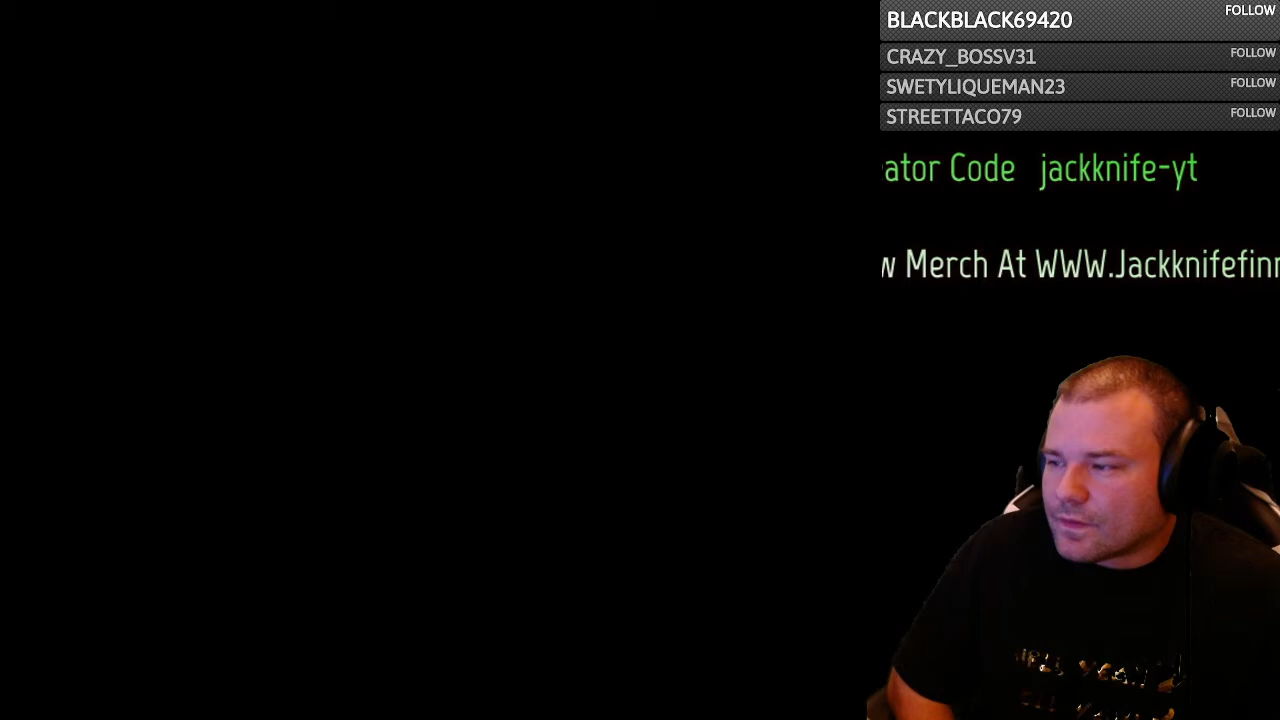 BLACKBLACK69420 FOLLOW
CRAZY_BOSSV31 FOLLOW
SWETYLIQUEMAN23 FOLLOW
STREETTACO79 FOLLOW
ator Code jackknife-yt
w Merch At WWW.Jackknifefin